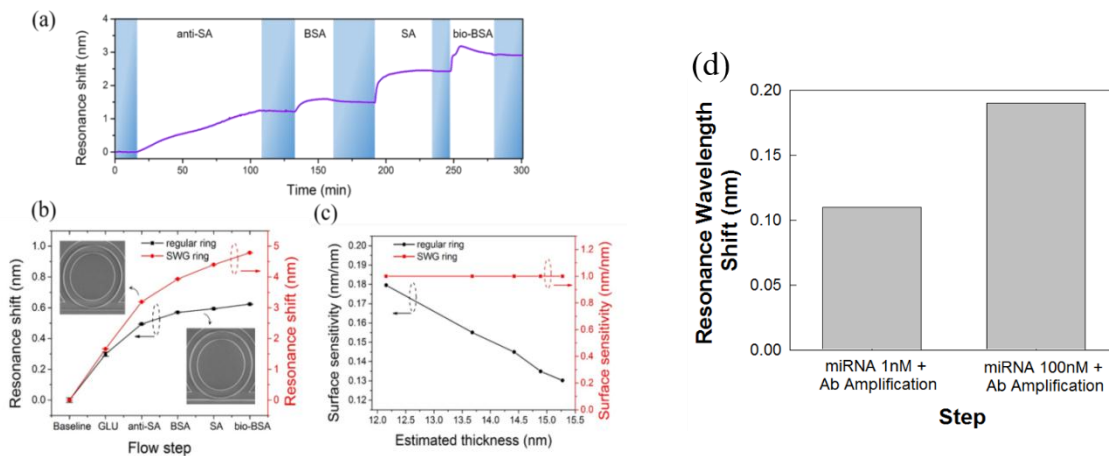 (a)
anti-SA
BSA
SA
bio-BSA
Resonance shift (nm)
4
3
2
1
0
0
50
100
150
200
250
300
Time (min)
(b)
regular ring
SWG ring
Resonance shift (nm)
1.0
0.8
0.6
0.4
0.2
0.0
Resonance shift (nm)
5
4
3
2
1
0
Baseline
GLU
anti-SA
BSA
SA
bio-BSA
Flow step
(c)
regular ring
SWG ring
Surface sensitivity (nm/nm)
0.20
0.19
0.18
0.17
0.16
0.15
0.14
0.13
Surface sensitivity (nm/nm)
1.2
1.0
0.8
0.6
0.4
0.2
0.0
12.0
12.5
13.0
13.5
14.0
14.5
15.0
15.5
Estimated thickness (nm)
(d)
Resonance Wavelength
Shift (nm)
0.20
0.15
0.10
0.05
0.00
miRNA 1nM +
Ab Amplification
miRNA 100nM +
Ab Amplification
Step